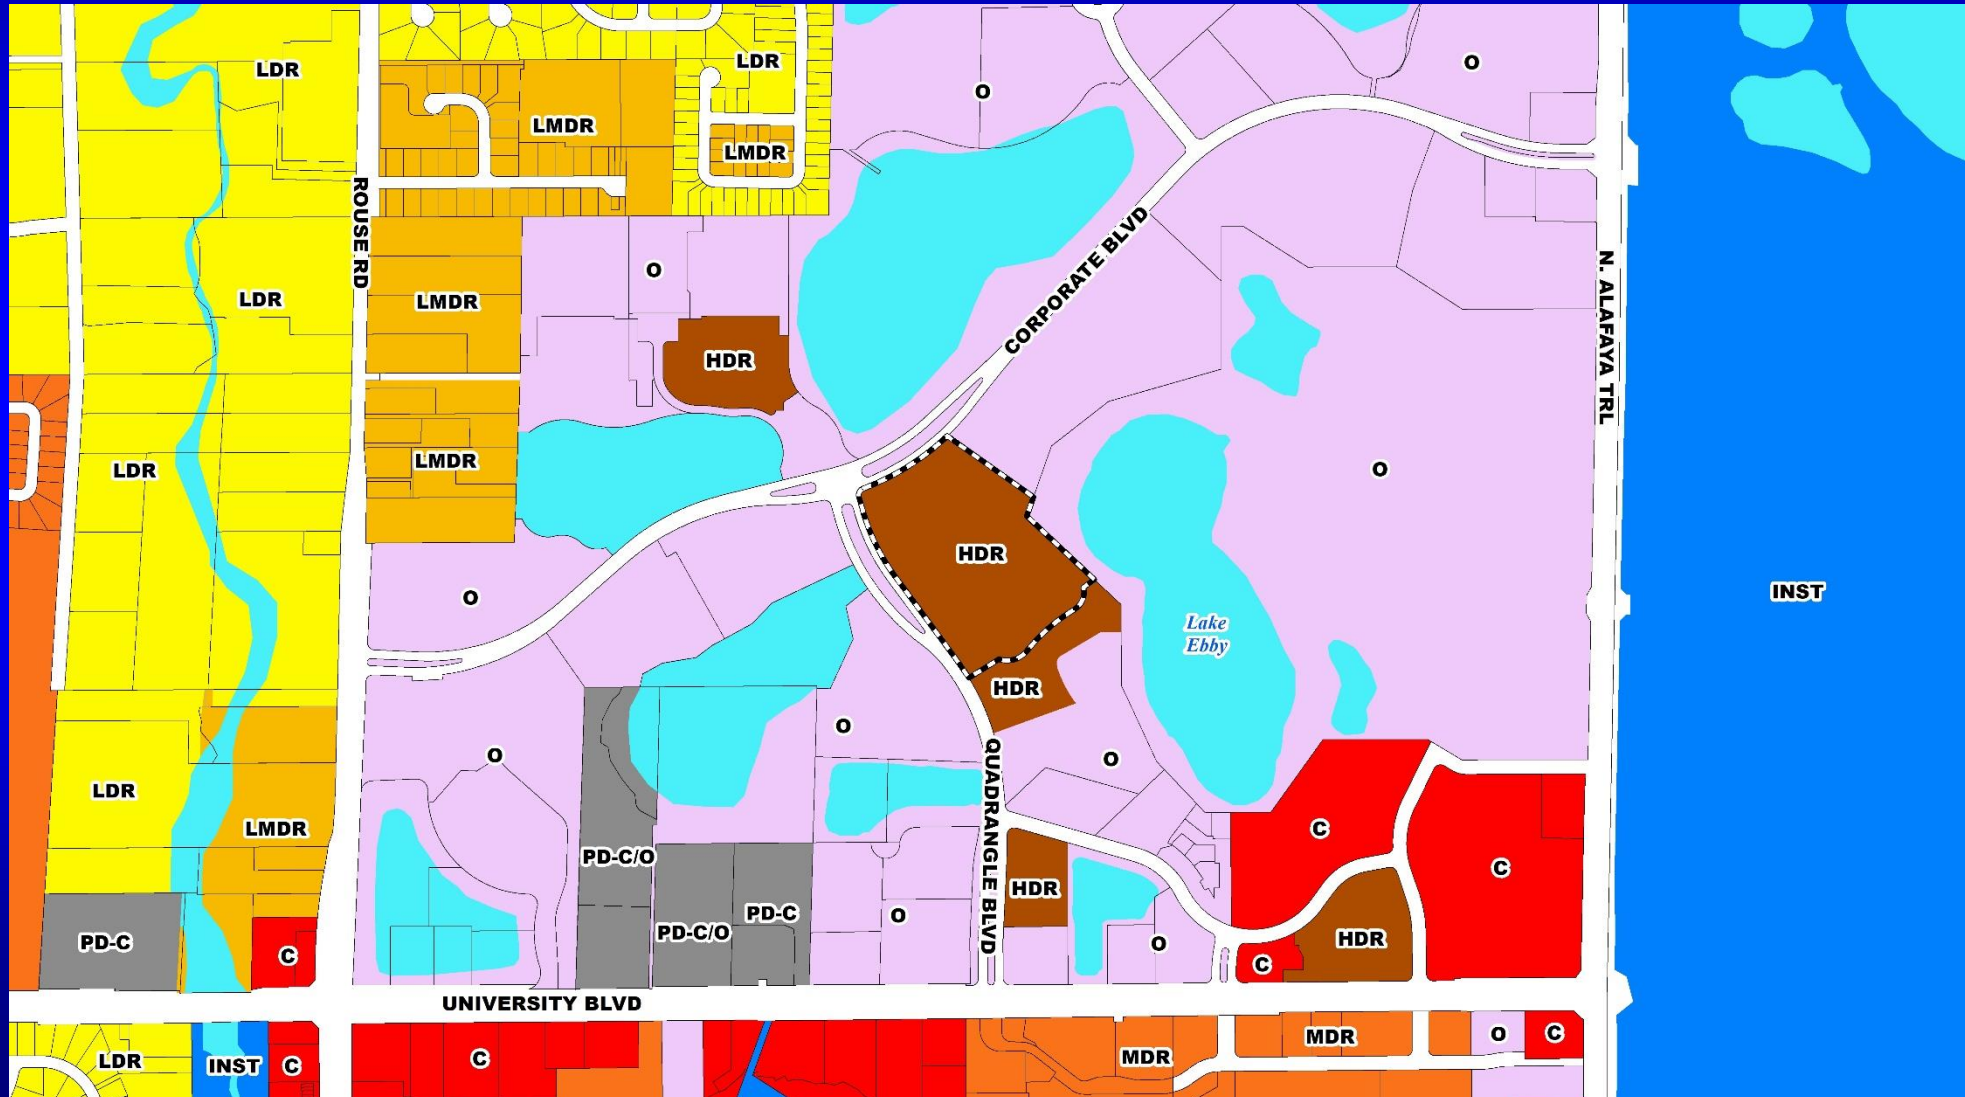 O
LDR
LDR
O
LMDR
LMDR
ROUSE RD
CORPORATE BLVD
N. ALAFAYA TRL
O
LDR
LMDR
HDR
LMDR
LDR
O
HDR
INST
O
Lake
Ebby
HDR
O
O
O
QUADRANGLE BLVD
LDR
LMDR
C
PD-C/O
C
HDR
PD-C
O
PD-C/O
HDR
PD-C
O
C
C
UNIVERSITY BLVD
LDR
INST
C
C
MDR
MDR
O
C